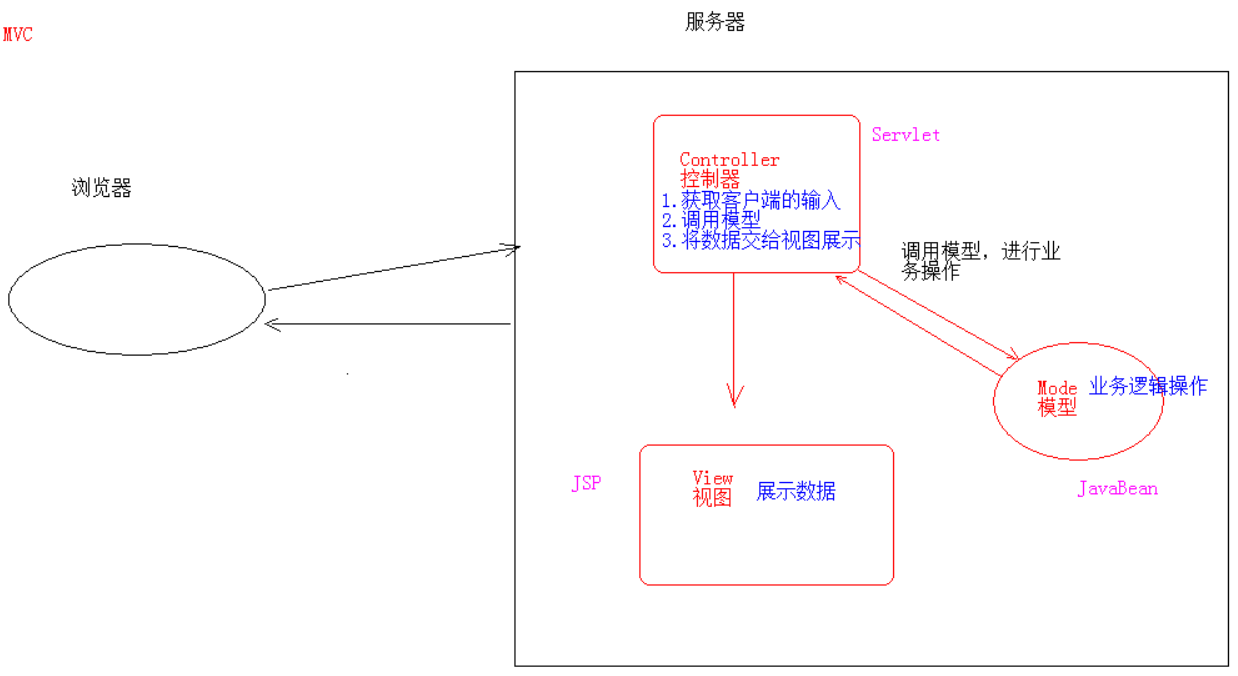 MVC
服务器
浏览器
Controller
控制器
1.获取客户端的输入
2.调用模型
3.将数据交给视图展示
Servlet
调用模型，进行业
务操作
Mode
模型
业务逻辑操作
JavaBean
JSP
View
视图
展示数据